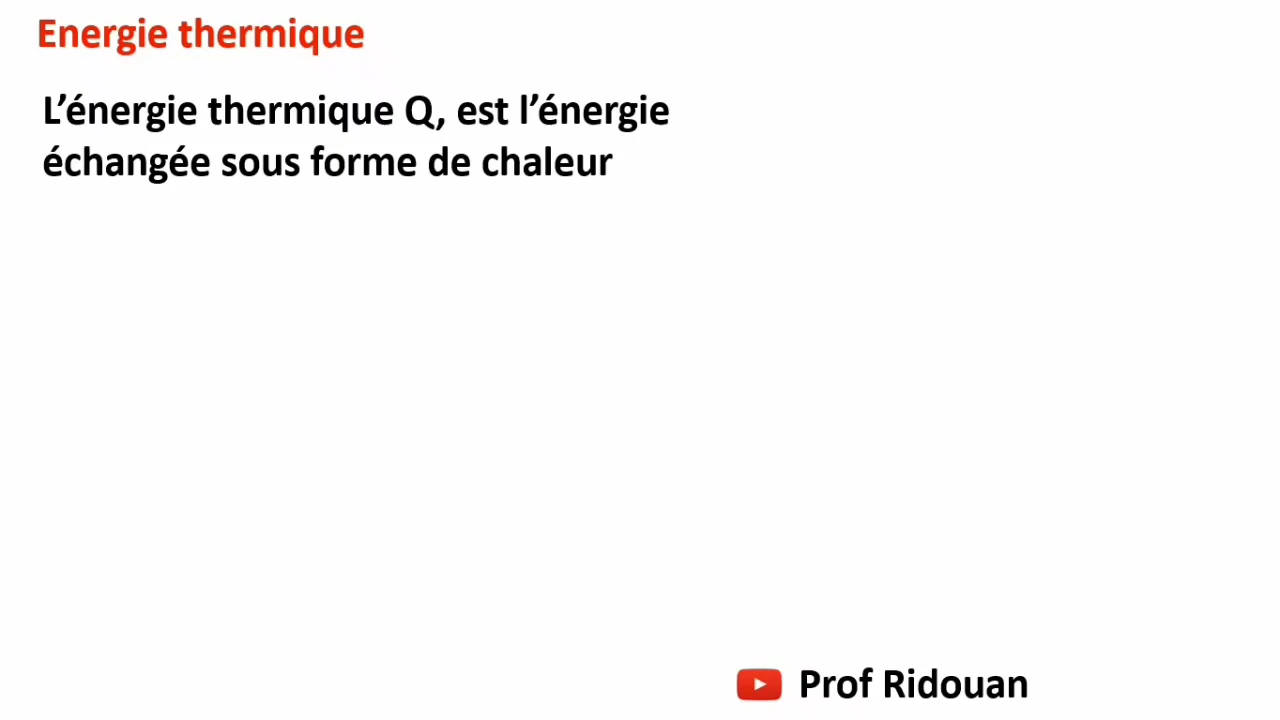 Energie thermique
L’énergie thermique Q, est l’énergie
échangée sous forme de chaleur
Prof Ridouan